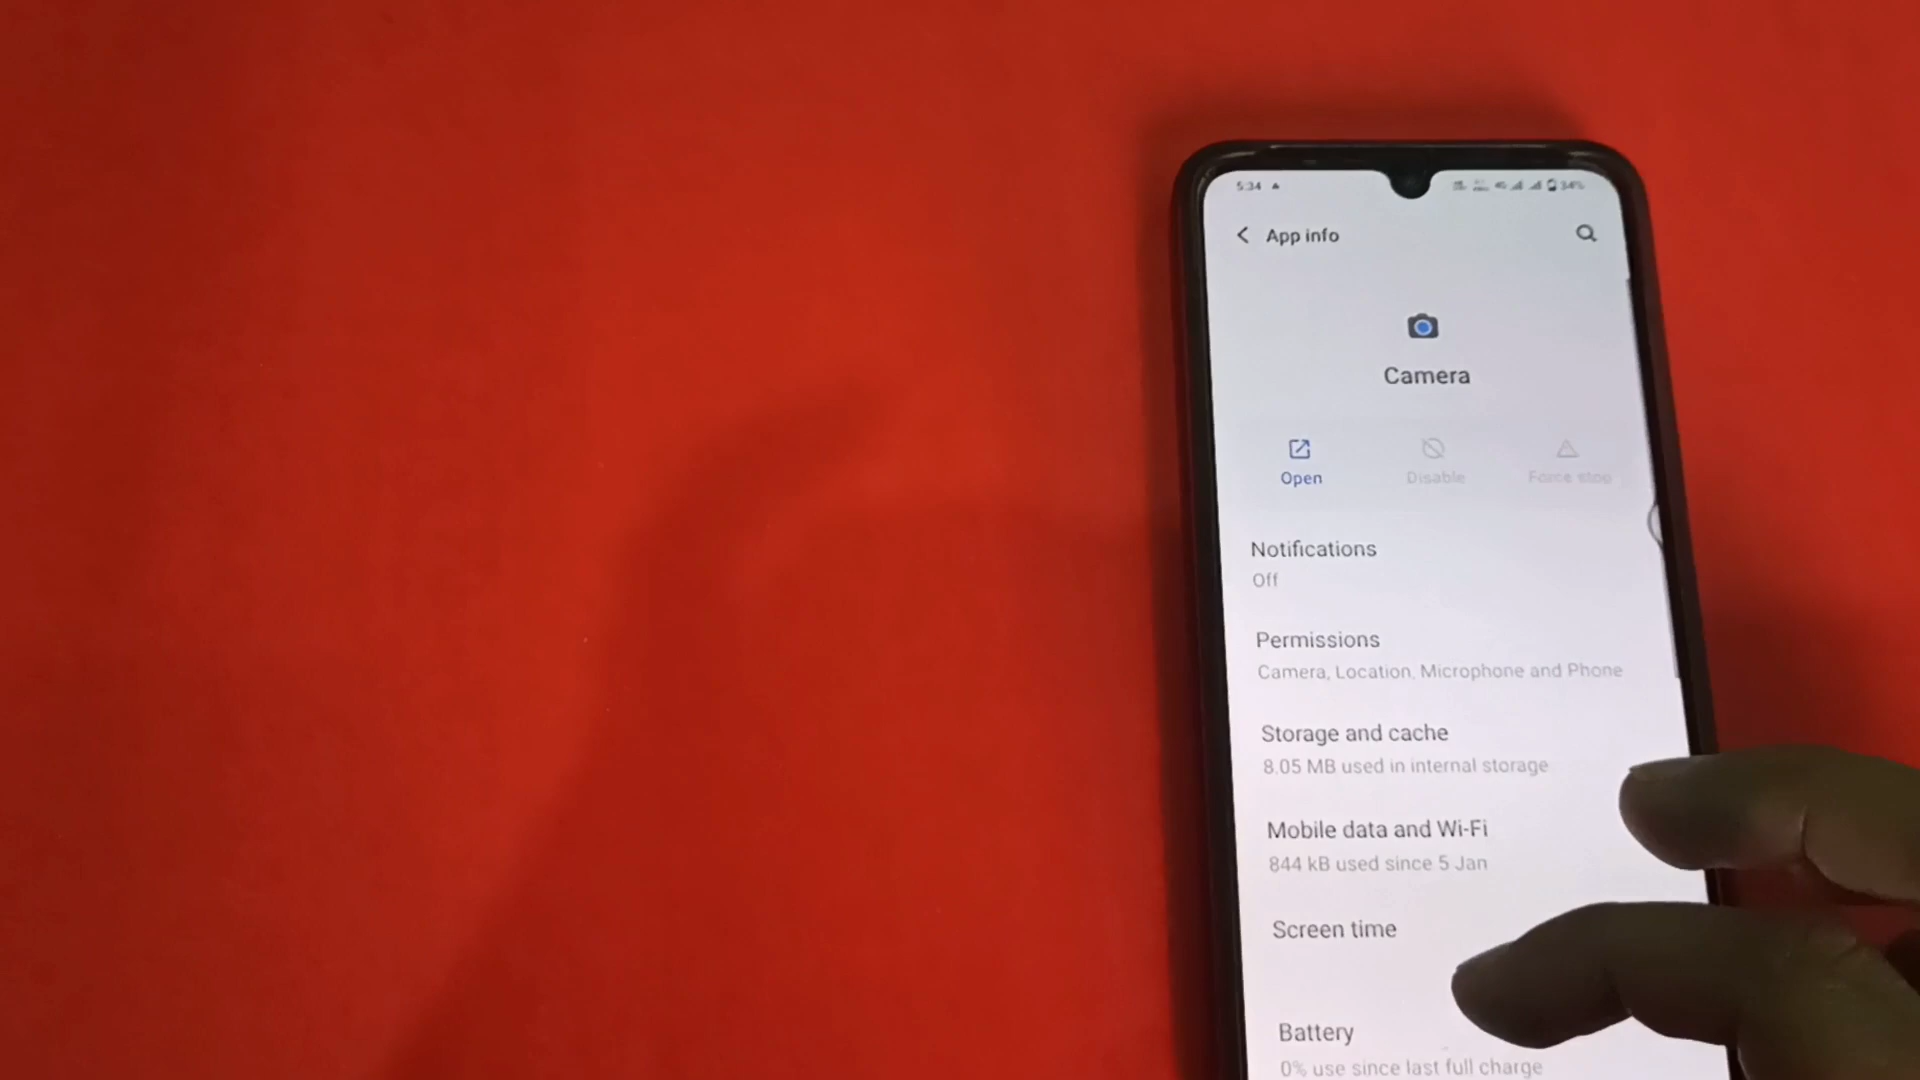 5:34
34%
App info
Camera
Open
Disable
Force stop
Notifications
Off
Permissions
Camera, Location, Microphone and Phone
Storage and cache
8.05 MB used in internal storage
Mobile data and Wi-Fi
844 kB used since 5 Jan
Screen time
Battery
0% use since last full charge